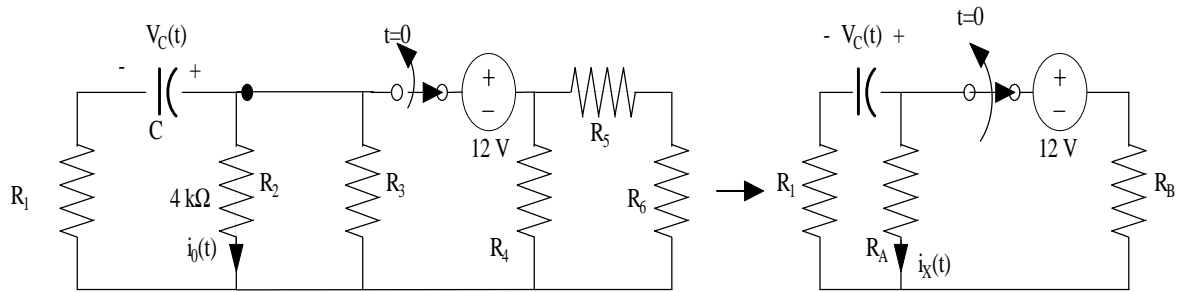 V_C(t)
t=0
- +
C
+
−
12 V
R_5
R_1
4 kΩ
R_2
R_3
R_4
R_6
i_0(t)
t=0
- V_C(t) +
+
−
12 V
R_1
R_A
R_B
i_X(t)